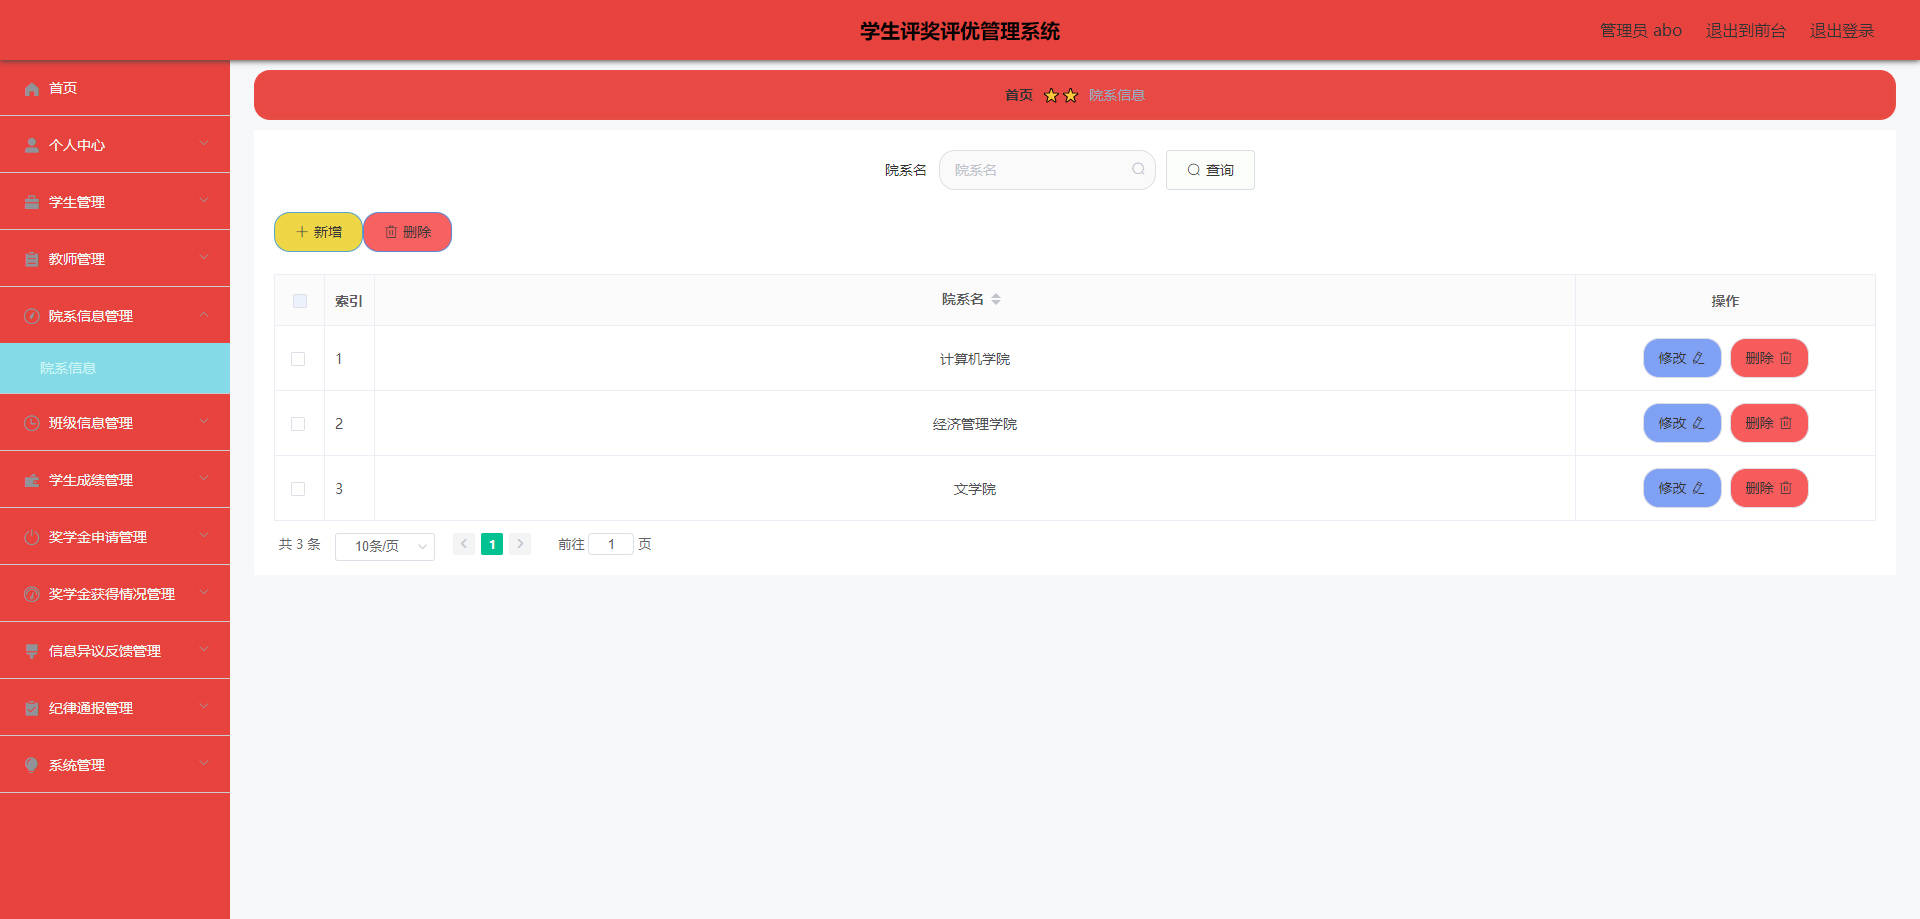 学生评奖评优管理系统
管理员 abo 退出到前台 退出登录
首页
个人中心
学生管理
教师管理
院系信息管理
院系信息
班级信息管理
学生成绩管理
奖学金申请管理
奖学金获得情况管理
信息异议反馈管理
纪律通报管理
系统管理
首页 院系信息
院系名 院系名 查询
新增 删除
索引 院系名 操作
1 计算机学院 修改 删除
2 经济管理学院 修改 删除
3 文学院 修改 删除
共 3 条 10条/页 1 前往 1 页